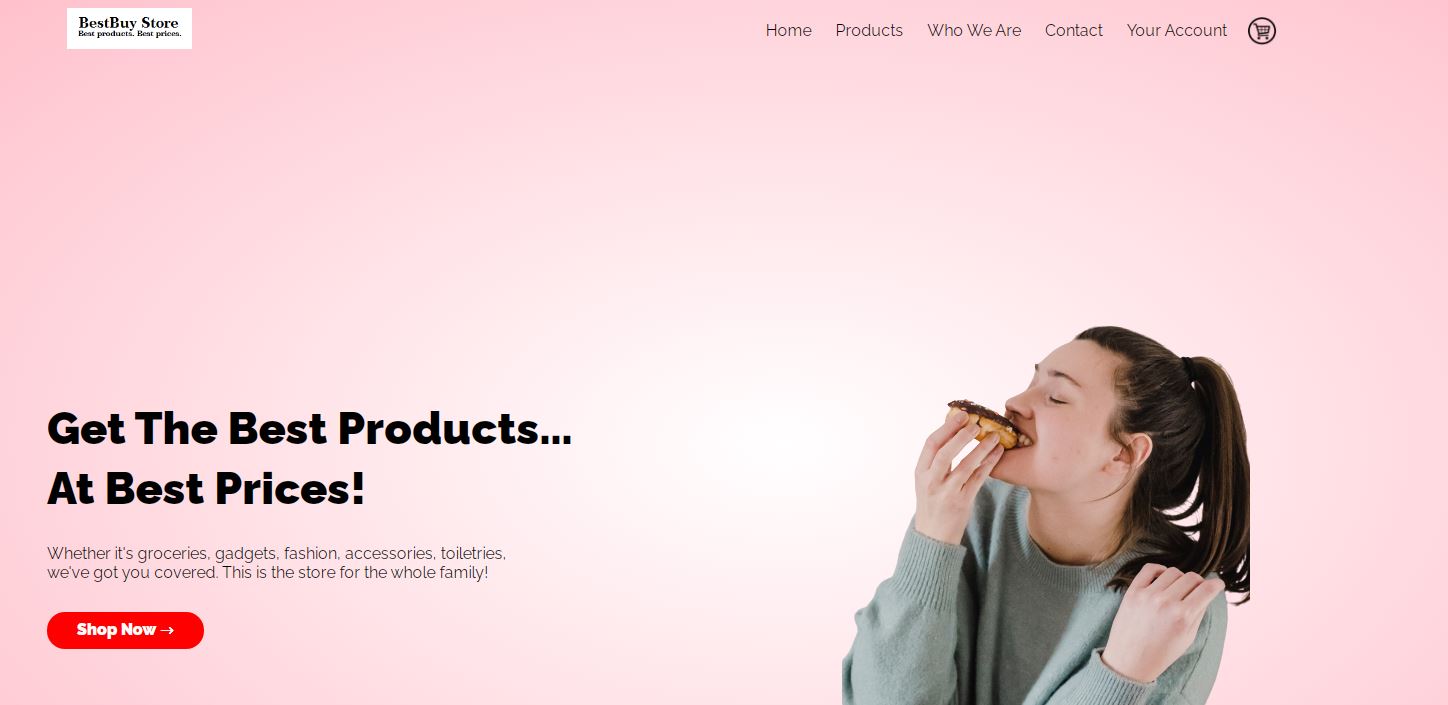 BestBuy Store
Best products. Best prices.
Home Products Who We Are Contact Your Account
Get The Best Products...
At Best Prices!
Whether it's groceries, gadgets, fashion, accessories, toiletries,
we've got you covered. This is the store for the whole family!
Shop Now →